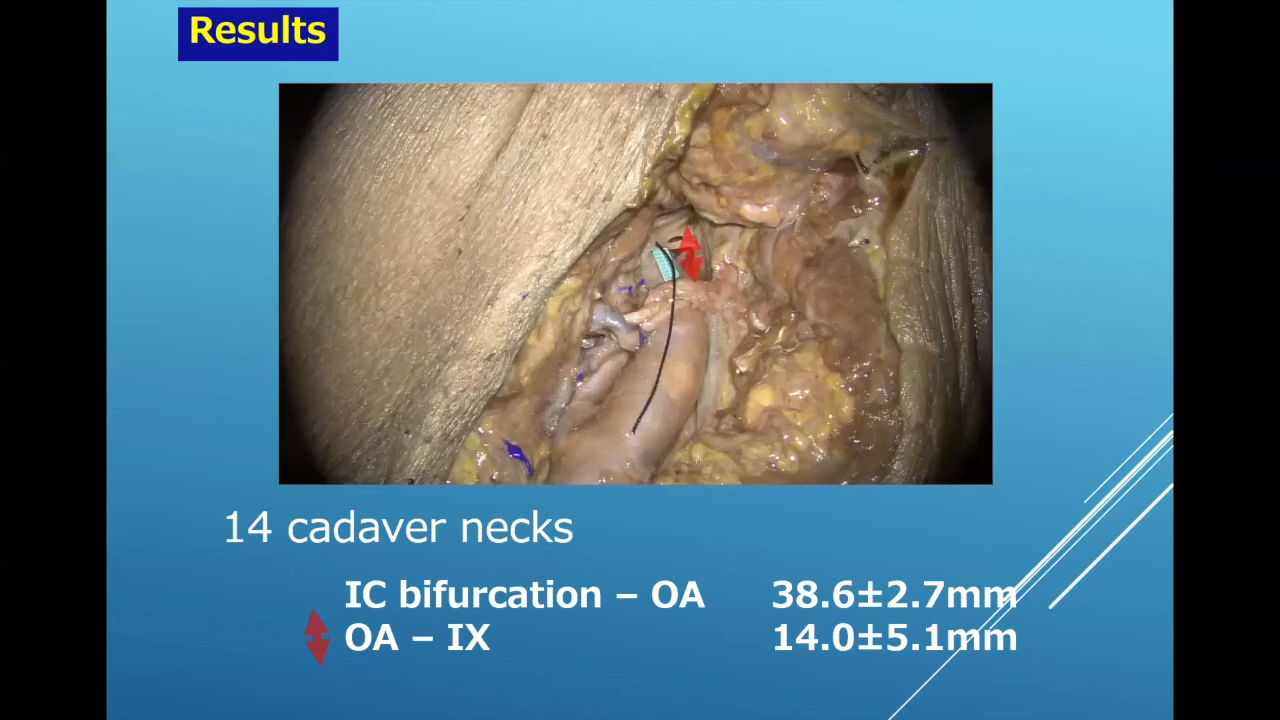 Results
14 cadaver necks
IC bifurcation – OA 38.6±2.7mm
OA – IX 14.0±5.1mm